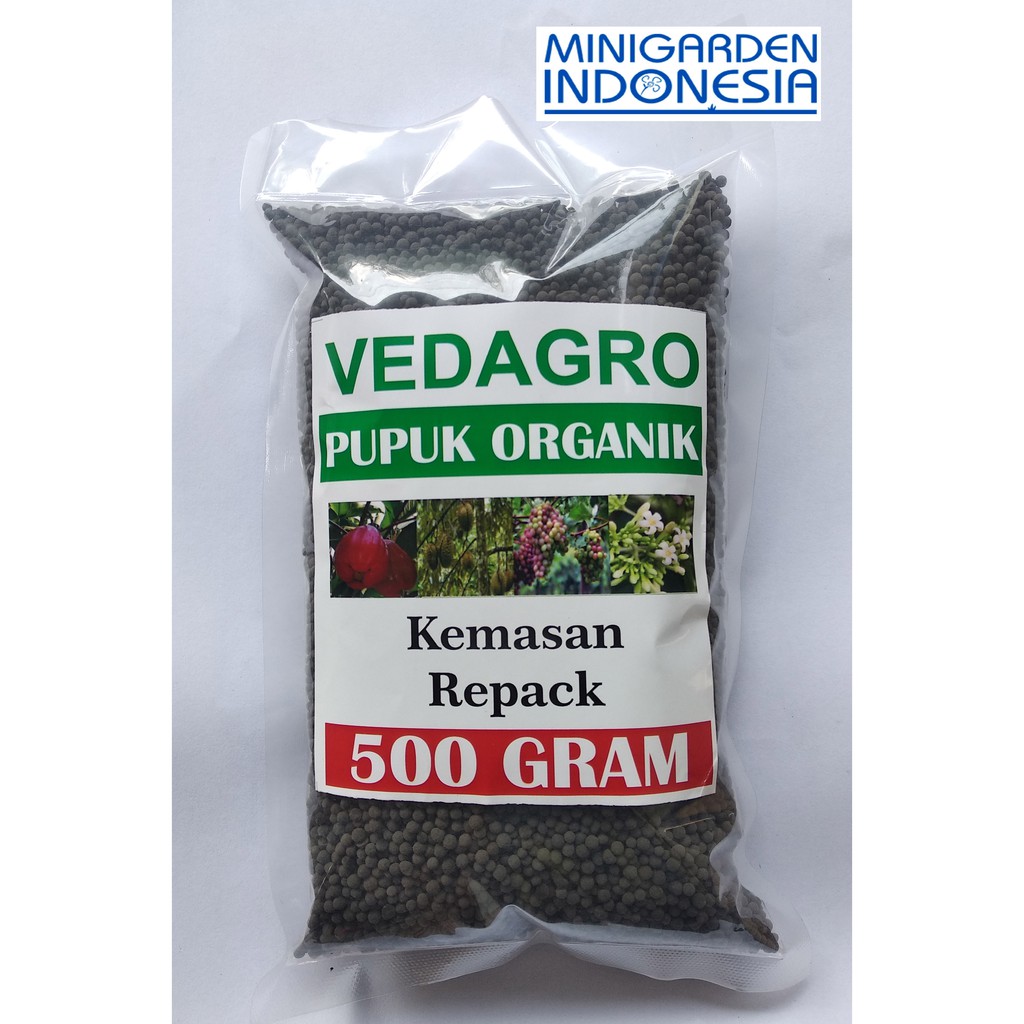 MINIGARDEN
INDONESIA
VEDAGRO
PUPUK ORGANIK
Kemasan
Repack
500 GRAM